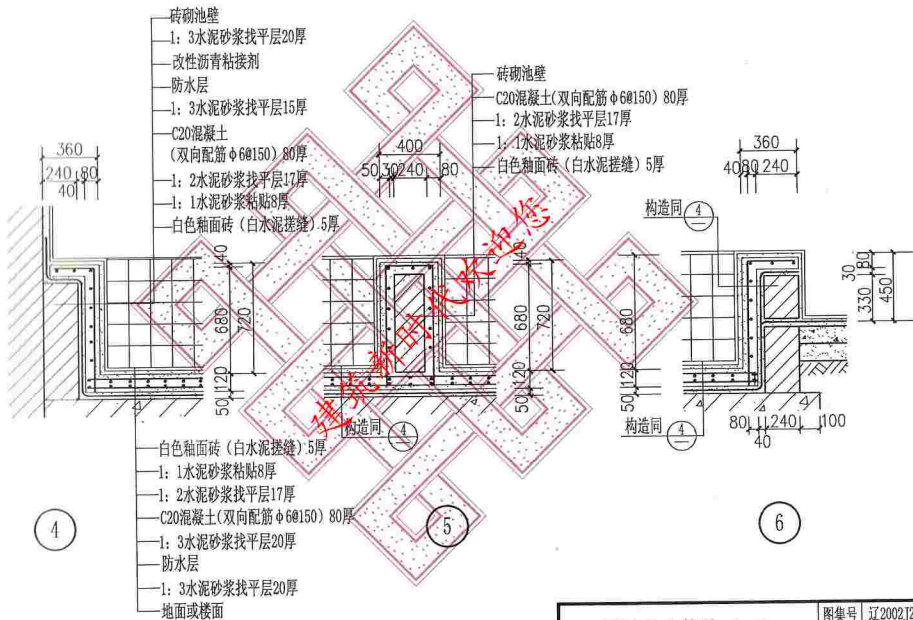 砖砌池壁
1: 3水泥砂浆找平层20厚
改性沥青粘接剂
防水层
1: 3水泥砂浆找平层15厚
C20混凝土
(双向配筋φ6@150) 80厚
1: 2水泥砂浆找平层17厚
1: 1水泥砂浆粘贴8厚
白色釉面砖 (白水泥搓缝) 5厚
360
240 80
40
40
680
720
120
50
砖砌池壁
C20混凝土(双向配筋φ6@150) 80厚
1: 2水泥砂浆找平层17厚
1: 1水泥砂浆粘贴8厚
白色釉面砖 (白水泥搓缝) 5厚
400
50 30 240 80
40
680
720
120
50
构造同 4
360
40 80 240
构造同 4
680
120
50
30 80
330
450
构造同 4
80 240 100
40
白色釉面砖 (白水泥搓缝) 5厚
1: 1水泥砂浆粘贴8厚
1: 2水泥砂浆找平层17厚
C20混凝土(双向配筋φ6@150) 80厚
1: 3水泥砂浆找平层20厚
防水层
1: 3水泥砂浆找平层20厚
地面或楼面
4
5
6
建筑新时代欢迎您
图集号 辽2002J2